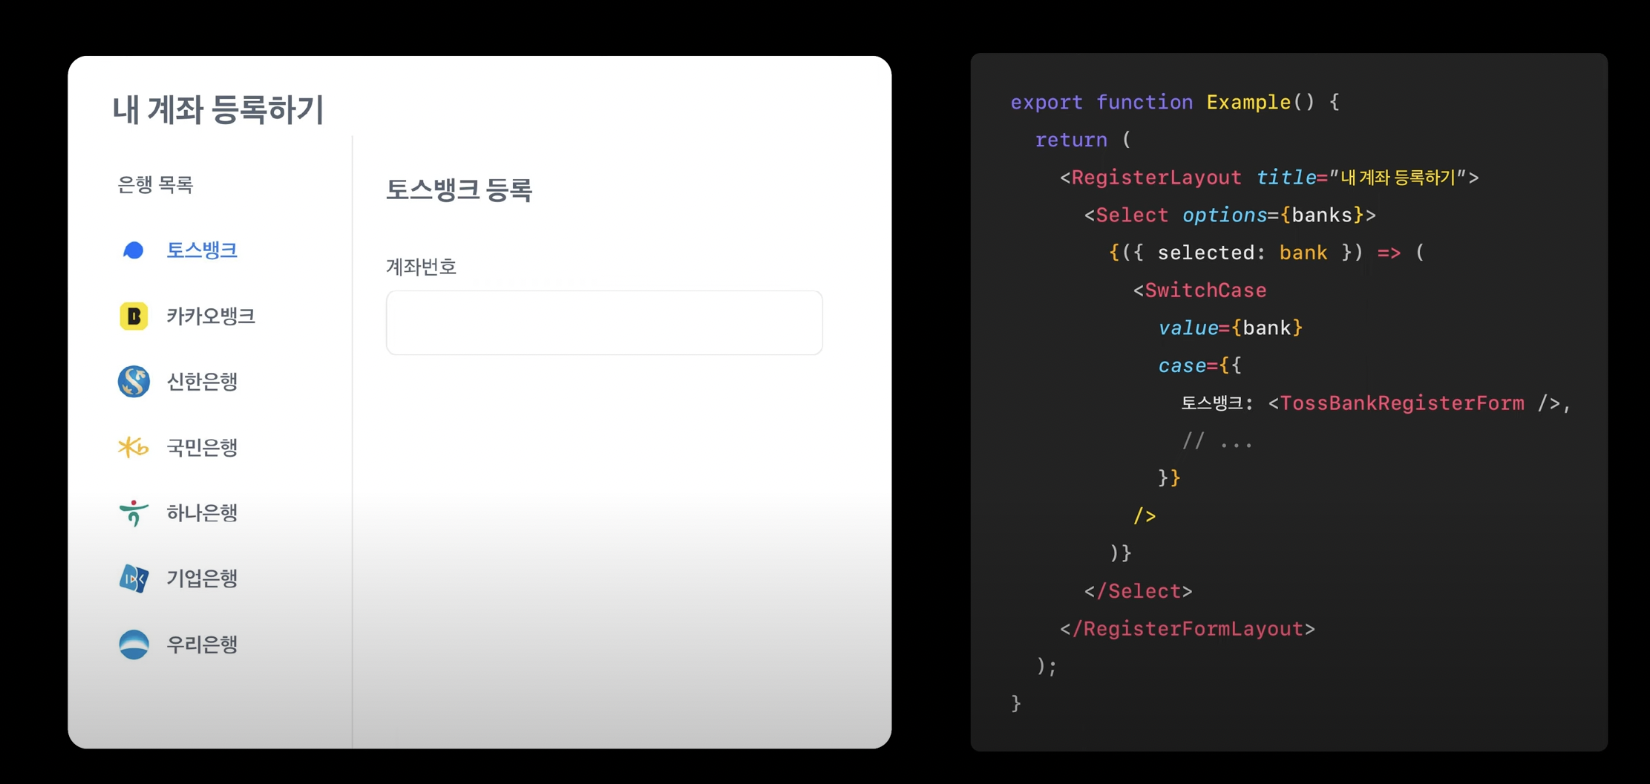 내 계좌 등록하기
은행 목록
토스뱅크
카카오뱅크
신한은행
국민은행
하나은행
기업은행
우리은행
토스뱅크 등록
계좌번호
export function Example() {
return (
<RegisterLayout title="내 계좌 등록하기">
<Select options={banks}>
{({ selected: bank }) => (
<SwitchCase
value={bank}
case={{
토스뱅크: <TossBankRegisterForm />,
// ...
}}
/>
)}
</Select>
</RegisterFormLayout>
);
}